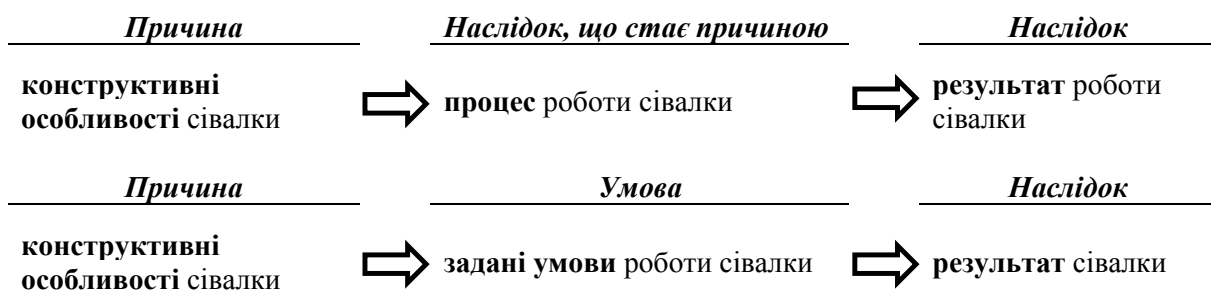 Причина Наслідок, що стає причиною Наслідок
конструктивні
особливості сівалки
процес роботи сівалки
результат роботи
сівалки
Причина Умова Наслідок
конструктивні
особливості сівалки
задані умови роботи сівалки
результат сівалки